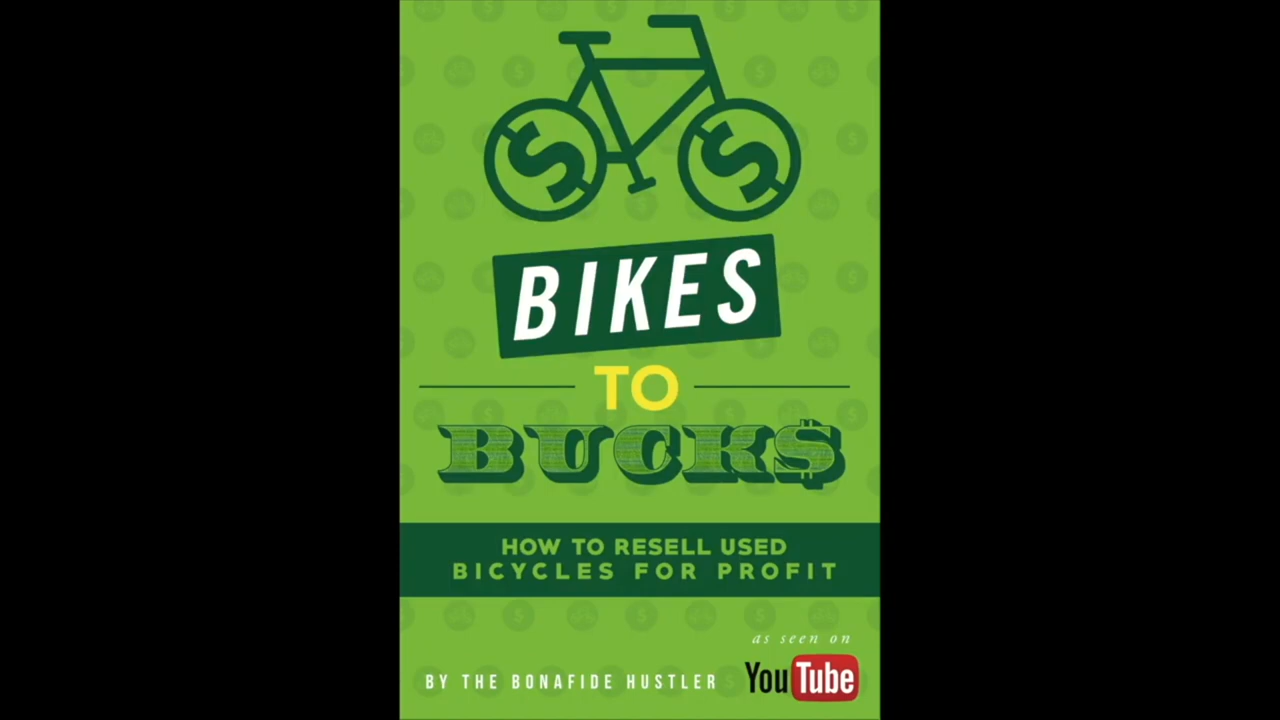 BIKES
TO
BUCK$
HOW TO RESELL USED
BICYCLES FOR PROFIT
as seen on
BY THE BONAFIDE HUSTLER
YouTube